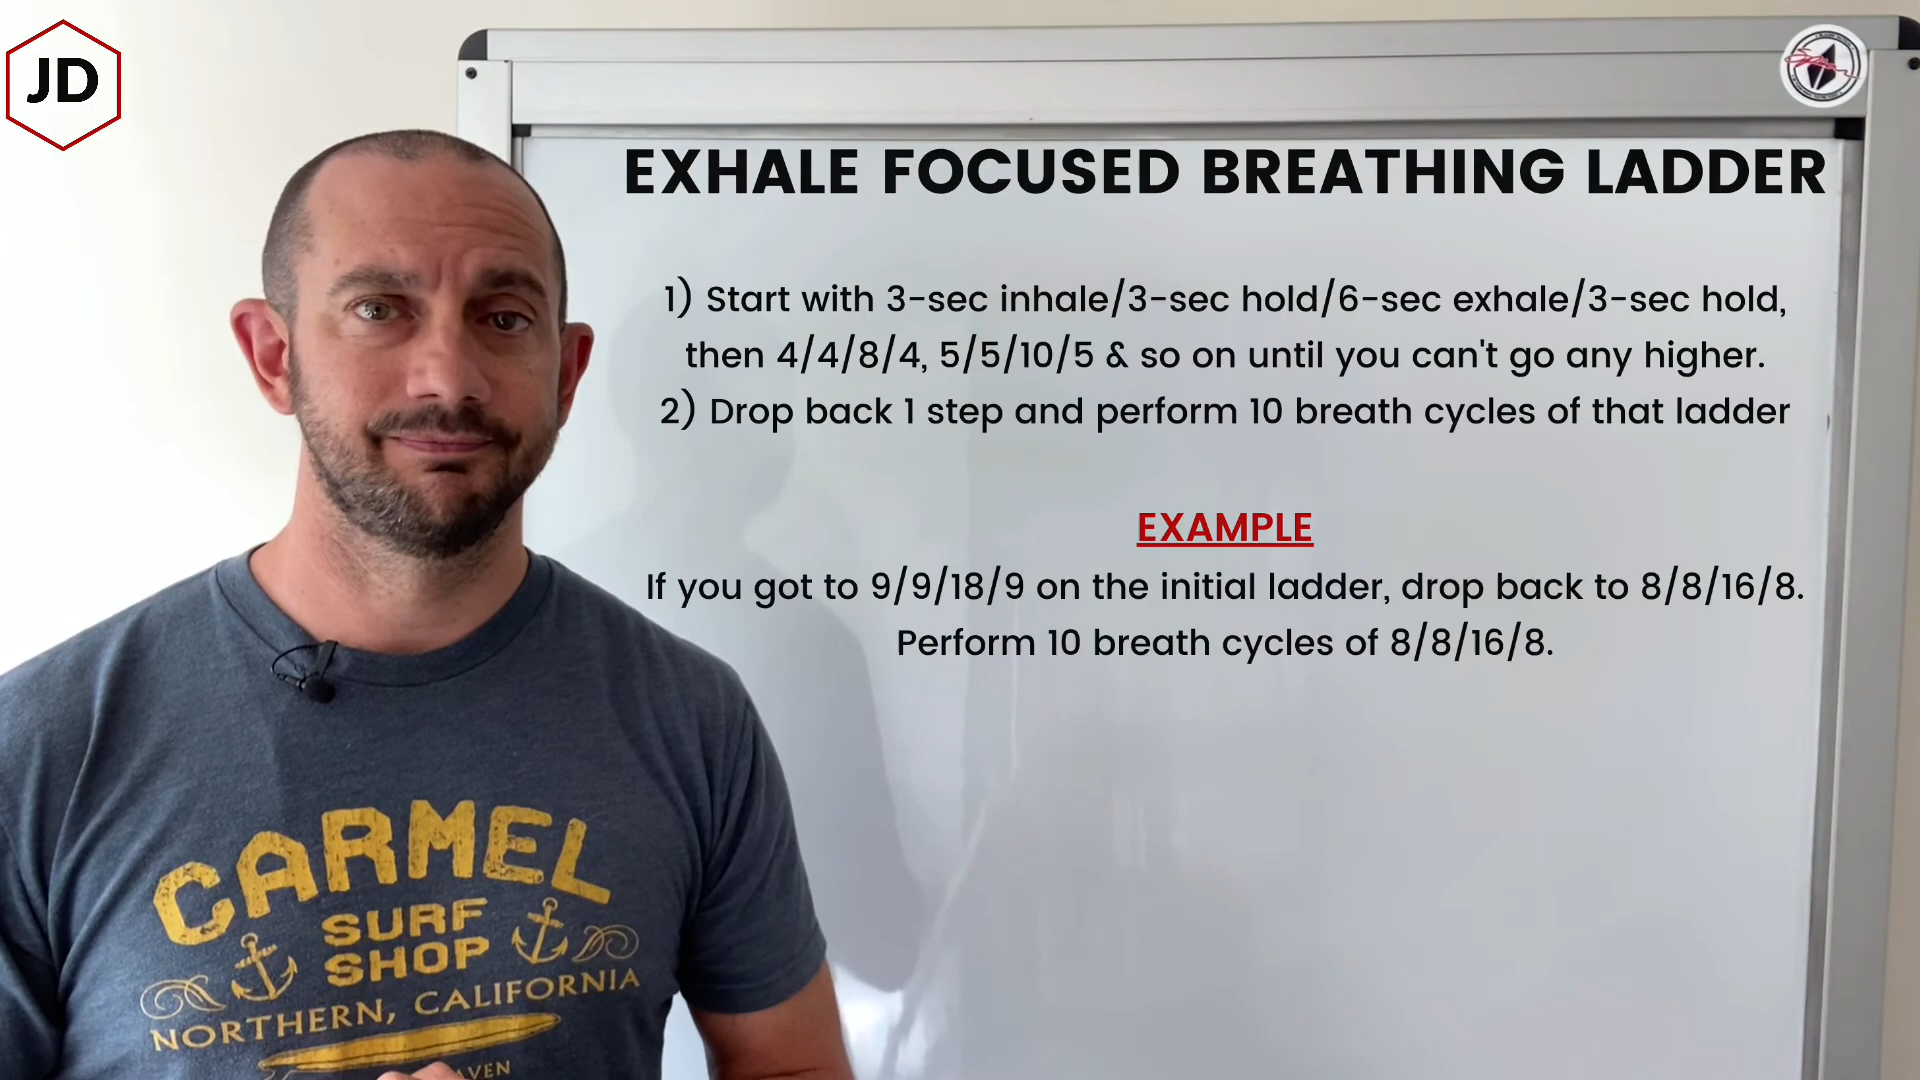 JD
EXHALE FOCUSED BREATHING LADDER
1) Start with 3-sec inhale/3-sec hold/6-sec exhale/3-sec hold,
then 4/4/8/4, 5/5/10/5 & so on until you can't go any higher.
2) Drop back 1 step and perform 10 breath cycles of that ladder
EXAMPLE
If you got to 9/9/18/9 on the initial ladder, drop back to 8/8/16/8.
Perform 10 breath cycles of 8/8/16/8.
CARMEL
SURF
SHOP
NORTHERN, CALIFORNIA